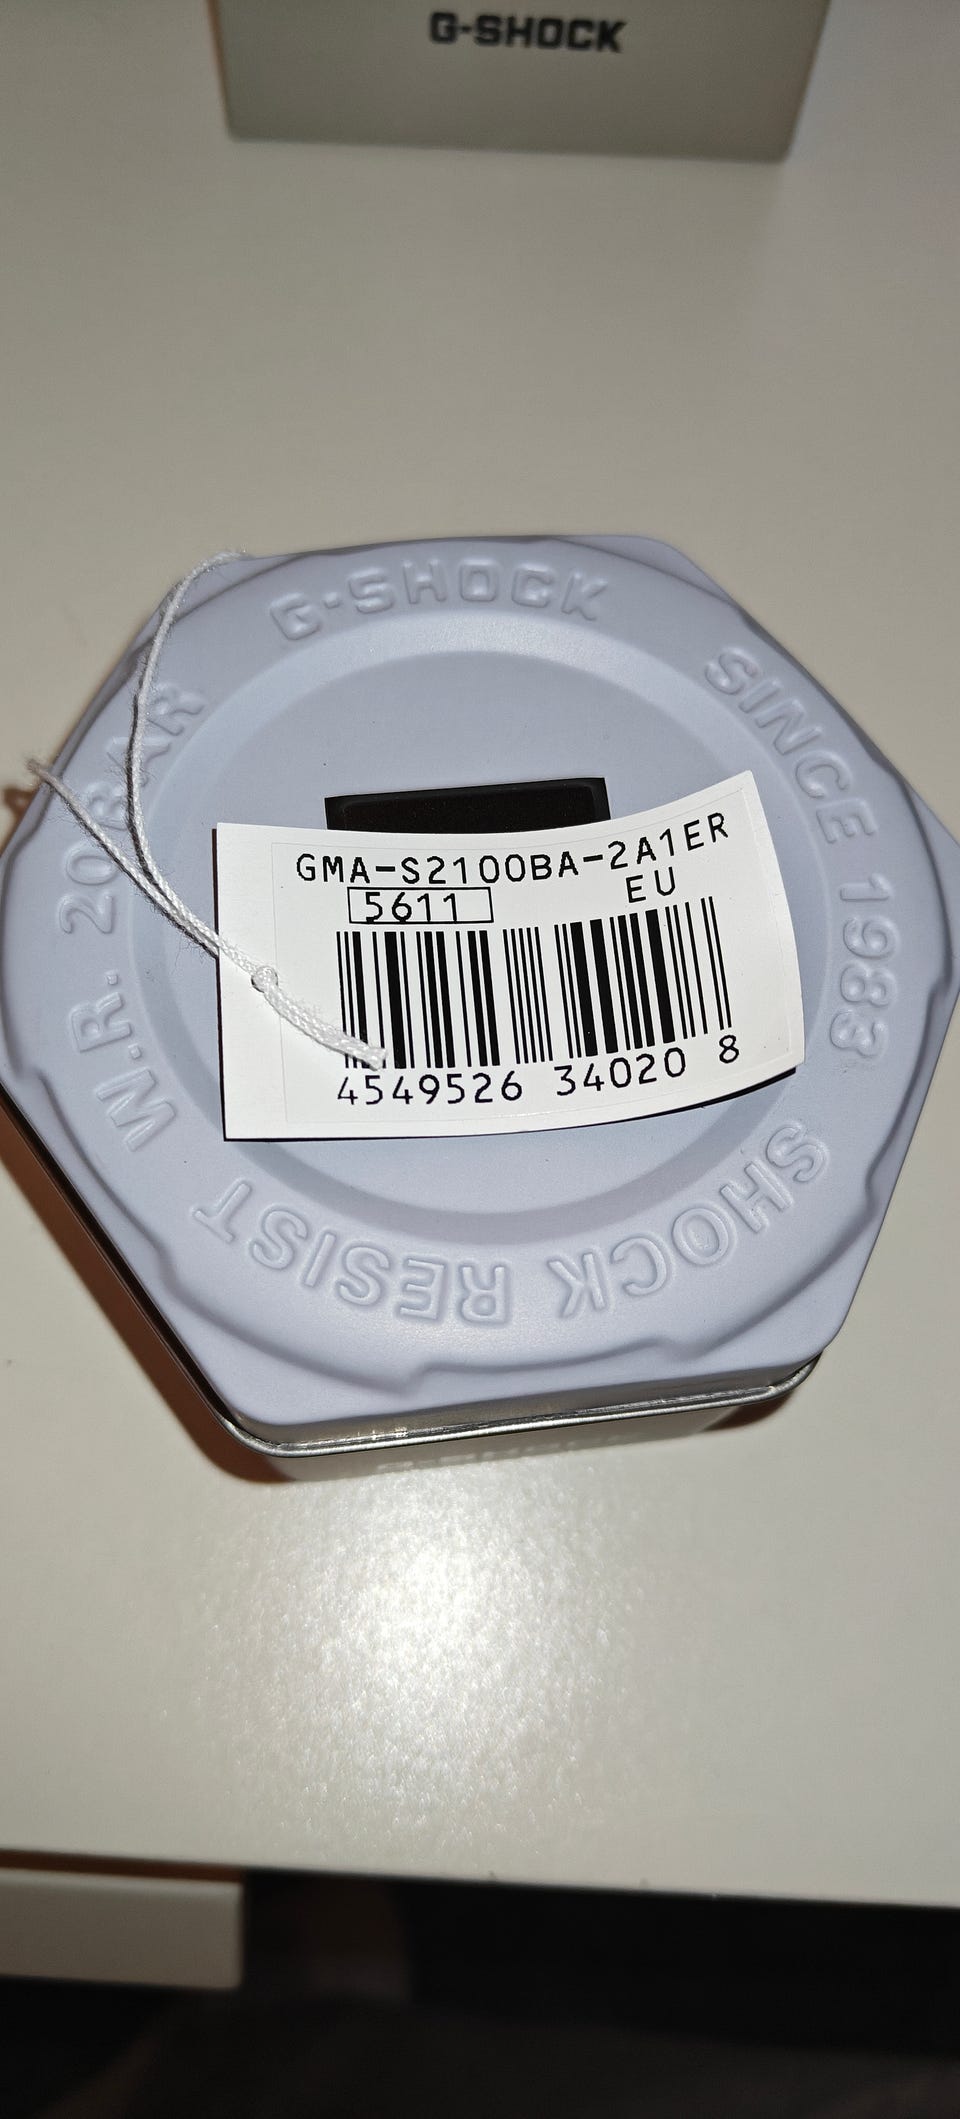 G-SHOCK
G-SHOCK
SINCE 1983
SHOCK RESIST
W.R. 20BAR
GMA-S2100BA-2A1ER
5611 EU
4549526 34020 8